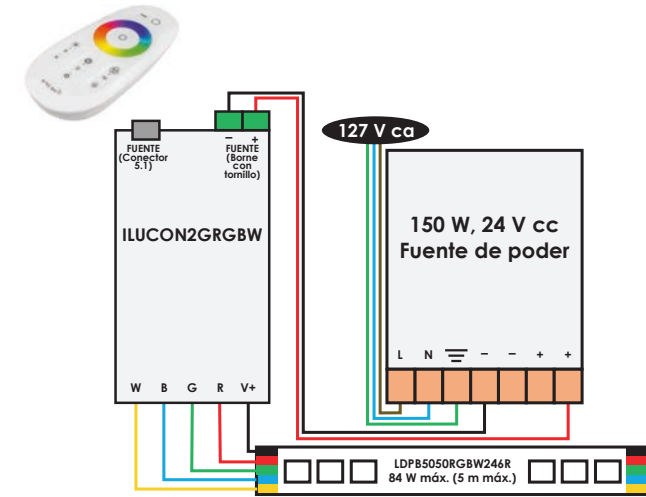 127 V ca
– +
FUENTE
(Conector
5.1)
FUENTE
(Borne
con
tornillo)
ILUCON2GRGBW
150 W, 24 V cc
Fuente de poder
L N – – + +
W B G R V+
LDPB5050RGBW246R
84 W máx. (5 m máx.)